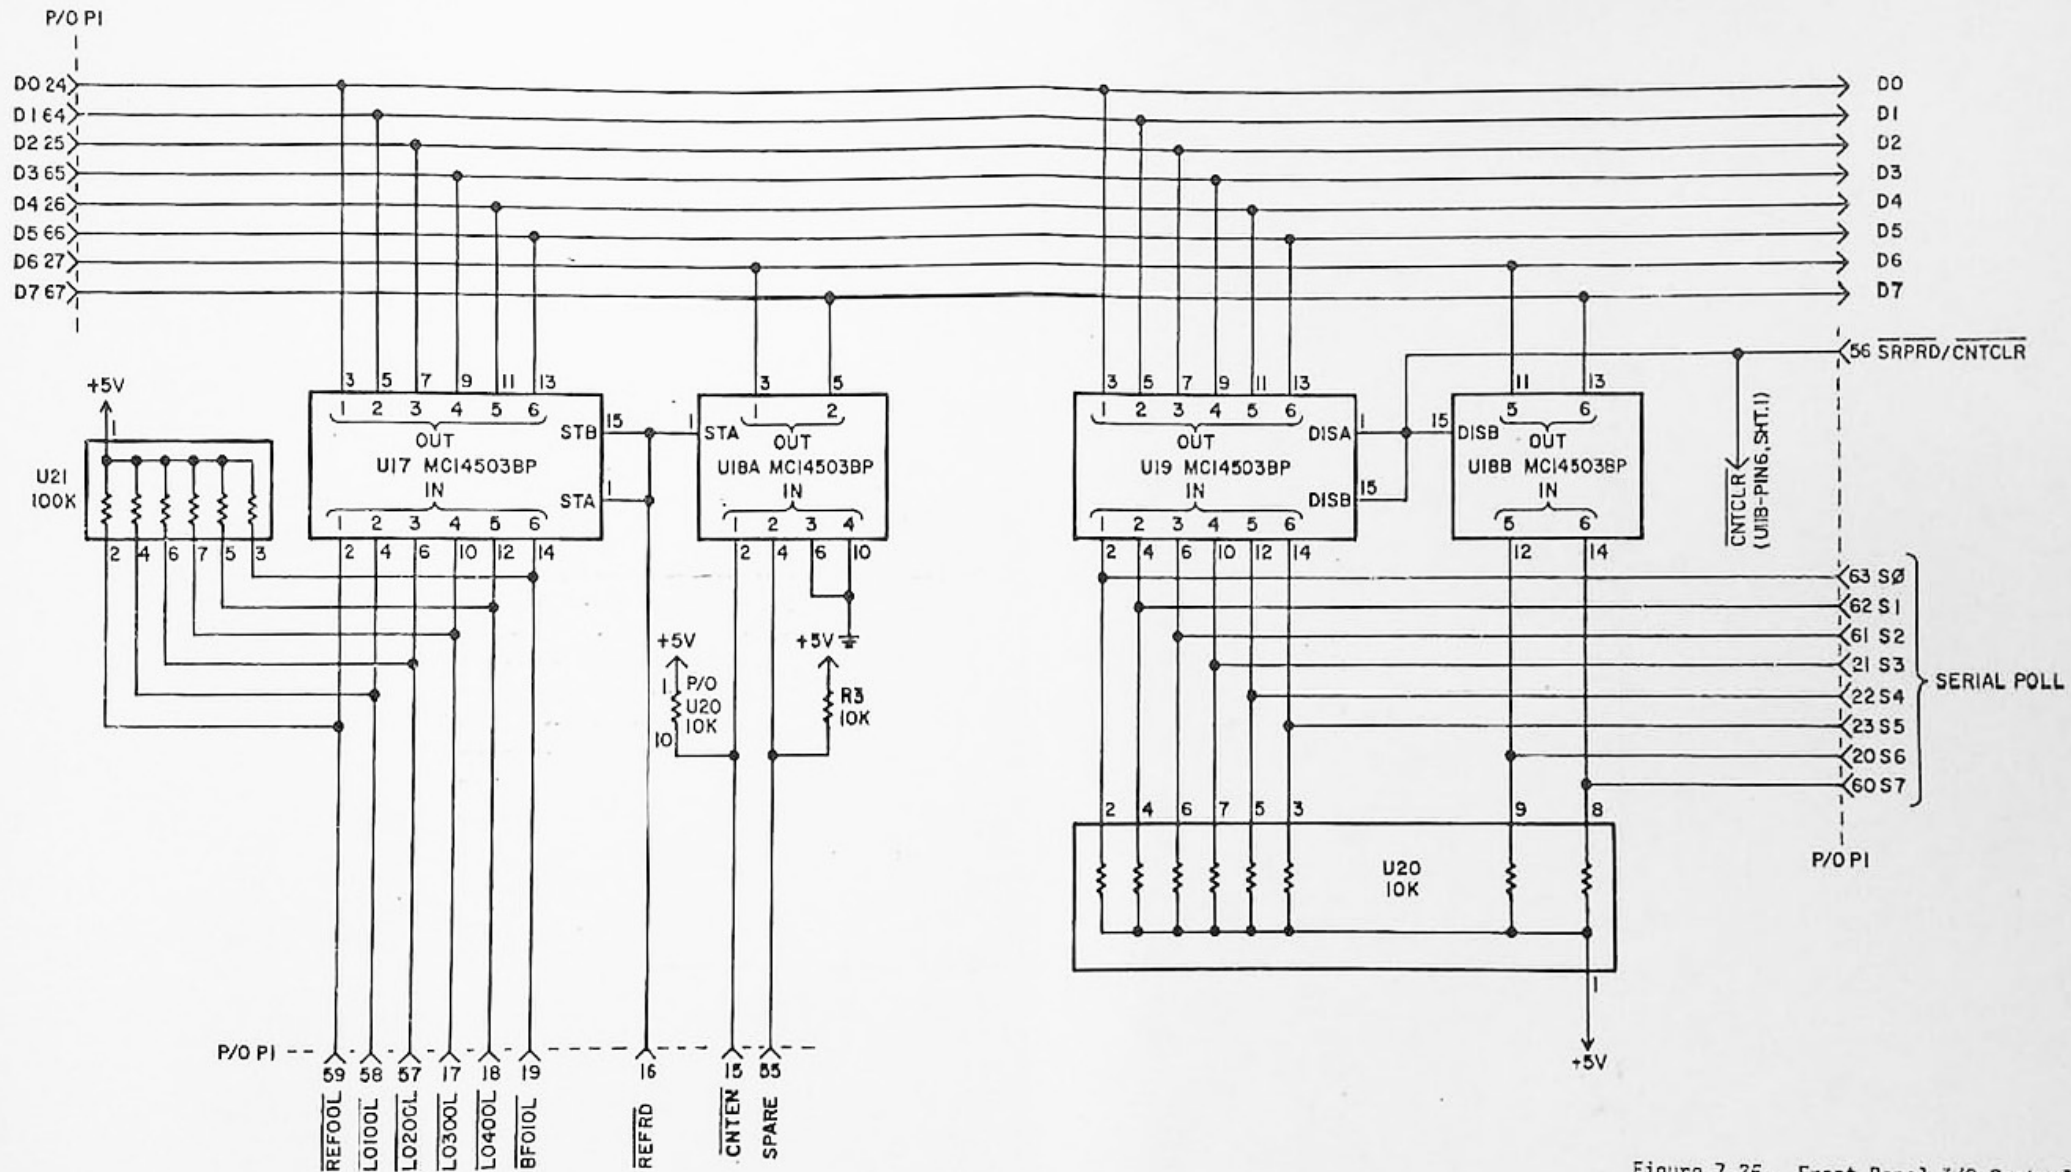 P/O P1
D0 24
D1 64
D2 25
D3 65
D4 26
D5 66
D6 27
D7 67
D0
D1
D2
D3
D4
D5
D6
D7
56 SRPRD/CNTCLR
+5V
1
U21
100K
2 4 6 7 5 3
3 5 7 9 11 13
1 2 3 4 5 6
OUT
U17 MC14503BP
IN
1 2 3 4 5 6
2 4 6 10 12 14
STB 15
STA 1
3 5
1 2
1 STA
OUT
U18A MC14503BP
IN
1 2 3 4
2 4 6 10
3 5 7 9 11 13
1 2 3 4 5 6
OUT
U19 MC14503BP
IN
1 2 3 4 5 6
2 4 6 10 12 14
DISA 1
DISB 15
11 13
5 6
15 DISB
OUT
U18B MC14503BP
IN
5 6
12 14
CNTCLR
(U11B-PIN6, SHT.1)
+5V
1 P/O
U20
10K
10
+5V
R3
10K
63 SØ
62 S1
61 S2
21 S3
22 S4
23 S5
20 S6
60 S7
SERIAL POLL
P/O P1
2 4 6 7 5 3 9 8
U20
10K
1
+5V
P/O P1
59 58 57 17 18 19 16 15 55
REF00L
L0100L
L0200L
L0300L
L0400L
BF010L
REFRD
CNTEN
SPARE
Figure 7-26. Front Panel I/O